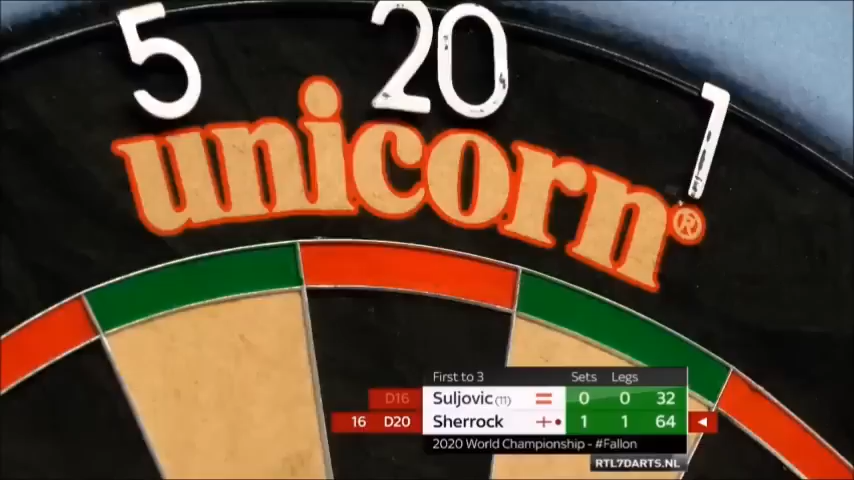 5 20 1
unicorn®
First to 3 Sets Legs
D16 Suljovic (11) 0 0 32
16 D20 Sherrock 1 1 64
2020 World Championship - #Fallon
RTL7DARTS.NL